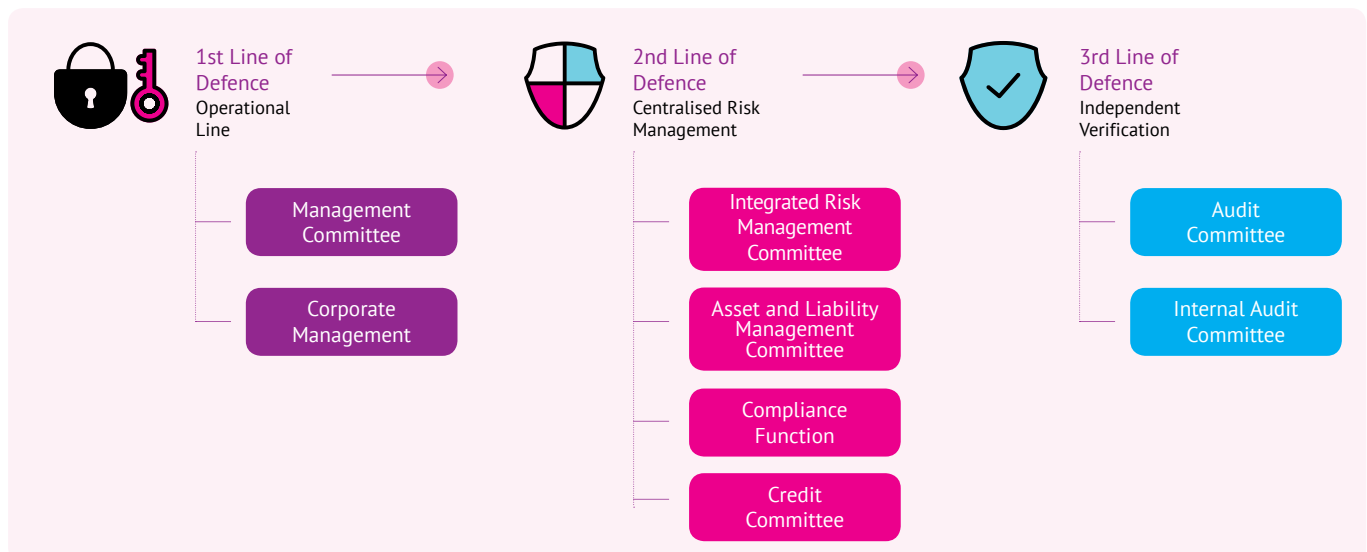 1st Line of
Defence
Operational
Line
Management
Committee
Corporate
Management
2nd Line of
Defence
Centralised Risk
Management
Integrated Risk
Management
Committee
Asset and Liability
Management
Committee
Compliance
Function
Credit
Committee
3rd Line of
Defence
Independent
Verification
Audit
Committee
Internal Audit
Committee